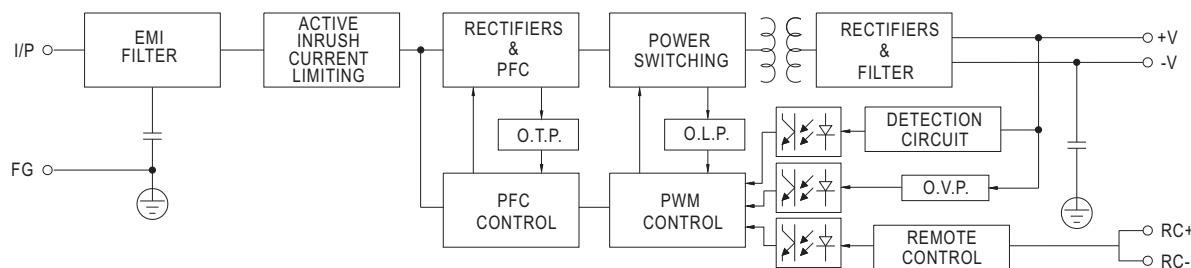 I/P
EMI
FILTER
ACTIVE
INRUSH
CURRENT
LIMITING
RECTIFIERS
&
PFC
POWER
SWITCHING
RECTIFIERS
&
FILTER
+V
-V
O.T.P.
O.L.P.
DETECTION
CIRCUIT
FG
PFC
CONTROL
PWM
CONTROL
O.V.P.
REMOTE
CONTROL
RC+
RC-